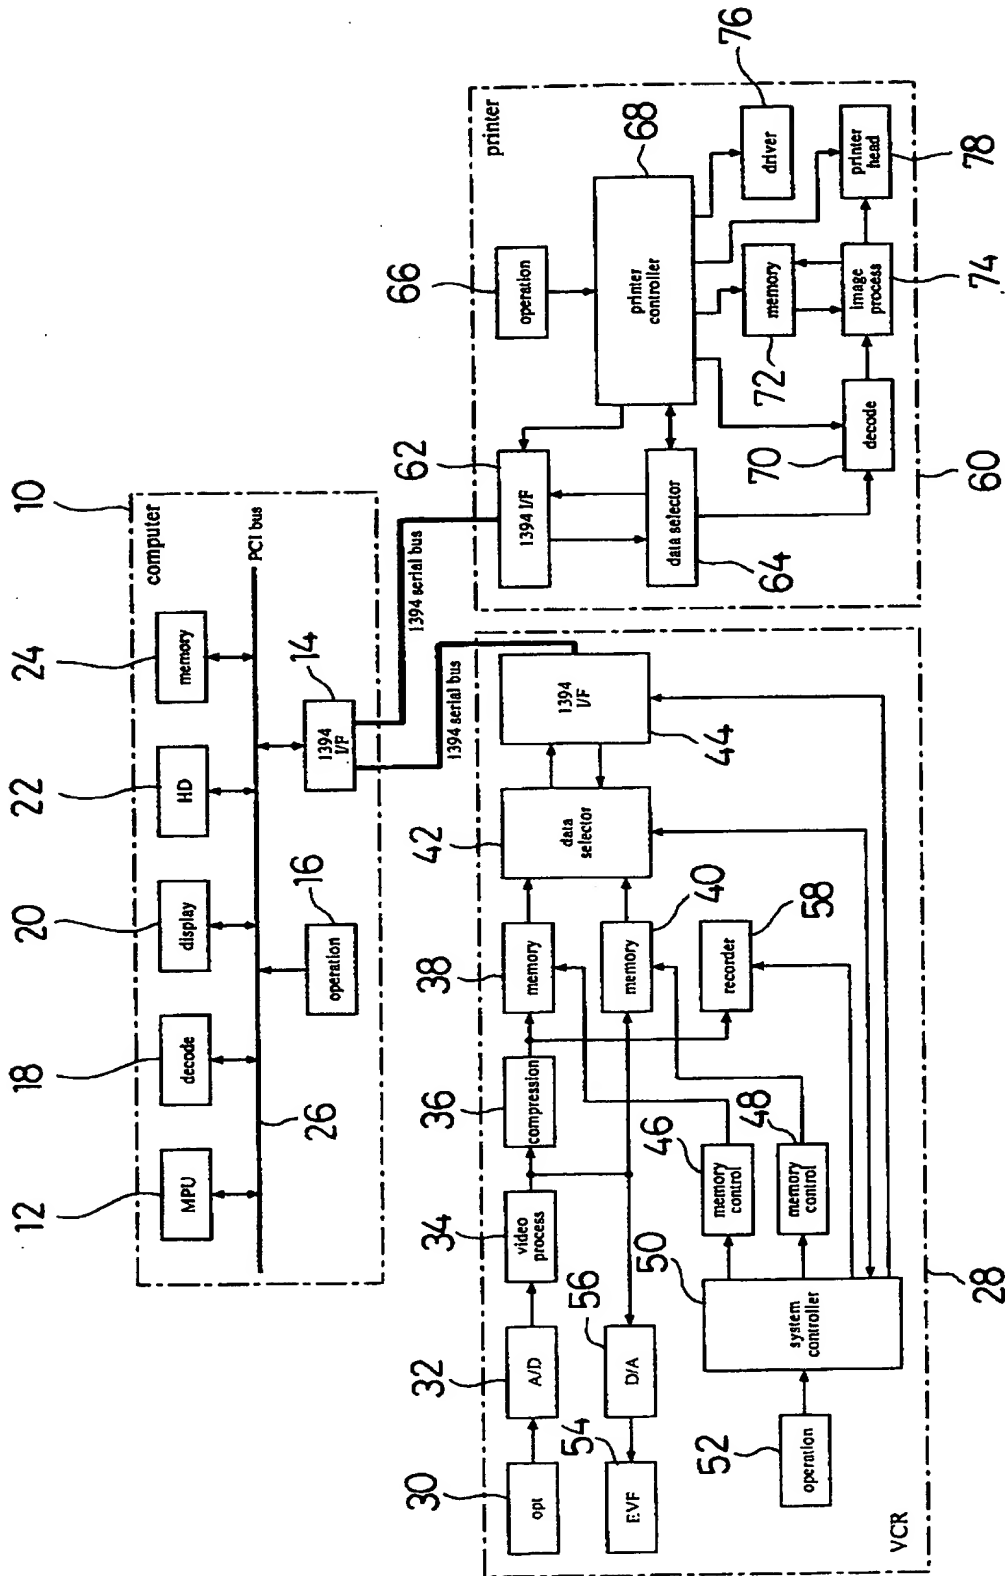 10
computer
12
MPU
18
decode
20
display
22
HD
24
memory
PCI bus
26
16
operation
14
1394
I/F
1394 serial bus
1394 serial bus
30
opt
32
A/D
34
video
process
36
compression
38
memory
42
data
selector
1394
I/F
44
40
memory
58
recorder
54
EVF
56
D/A
46
memory
control
48
memory
control
50
system
controller
52
operation
VCR
28
printer
62
1394 I/F
66
operation
68
printer
controller
data selector
64
70
decode
72
memory
image
process
74
76
driver
printer
head
78
60